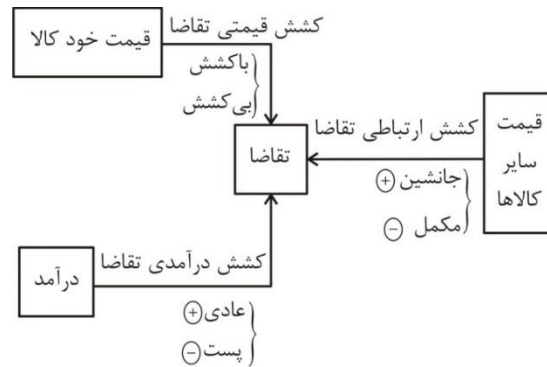 قیمت خود کالا
کشش قیمتی تقاضا
باکشش
بی‌کشش
قیمت
سایر
کالاها
کشش ارتباطی تقاضا
جانشین +
مکمل −
تقاضا
درآمد
کشش درآمدی تقاضا
عادی +
پست −